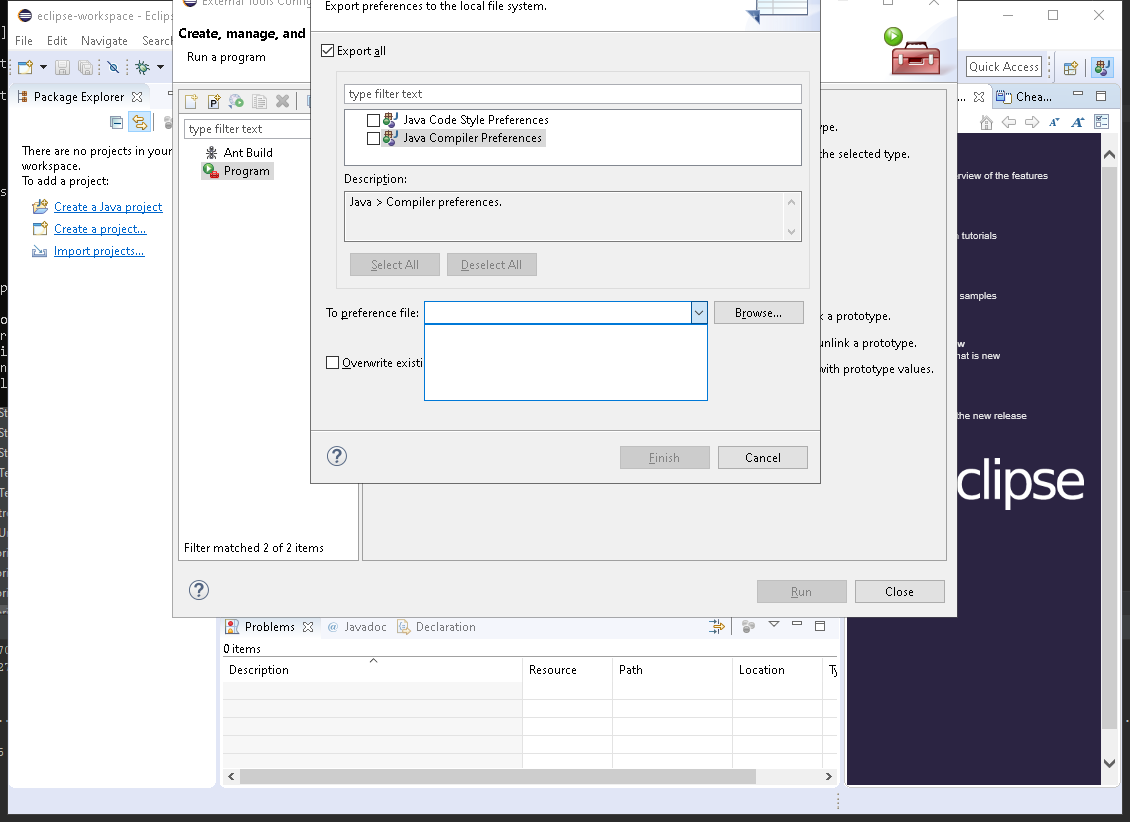 eclipse-workspace - Eclips
File Edit Navigate Searc
Package Explorer
There are no projects in your
workspace.
To add a project:
Create a Java project
Create a project...
Import projects...
External Tools Config
Create, manage, and
Run a program
type filter text
Ant Build
Program
Filter matched 2 of 2 items
Export preferences to the local file system.
Export all
type filter text
Java Code Style Preferences
Java Compiler Preferences
Description:
Java > Compiler preferences.
Select All Deselect All
To preference file: Browse...
Overwrite existi
Finish Cancel
ype.
the selected type.
k a prototype.
unlink a prototype.
with prototype values.
Run Close
Quick Access
... Chea...
rview of the features
n tutorials
samples
w
hat is new
the new release
clipse
Problems @ Javadoc Declaration
0 items
Description Resource Path Location Ty